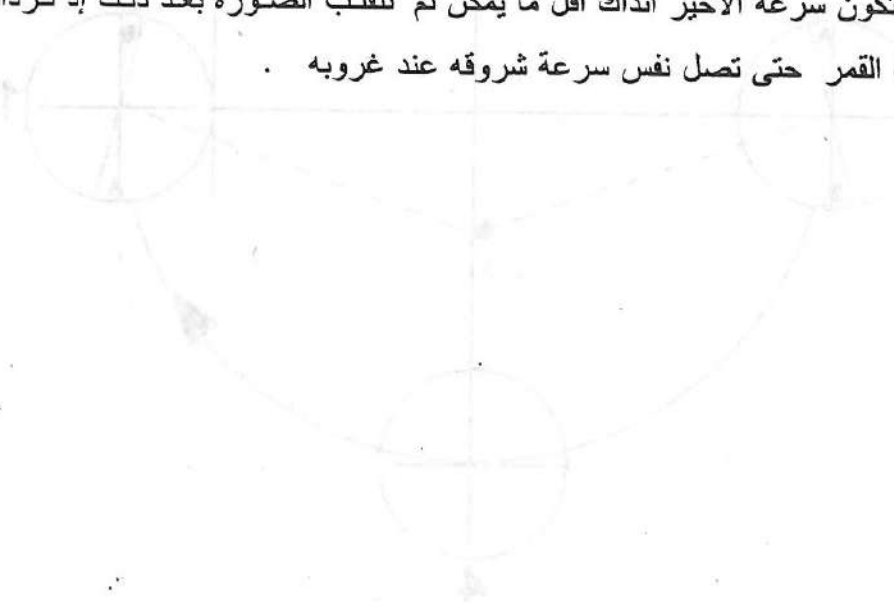 تكون سرعة الأخير آنذاك أقل ما يمكن ثم تنقلب الصورة بعد ذلك إذ تزدا
القمر حتى تصل نفس سرعة شروقه عند غروبه .